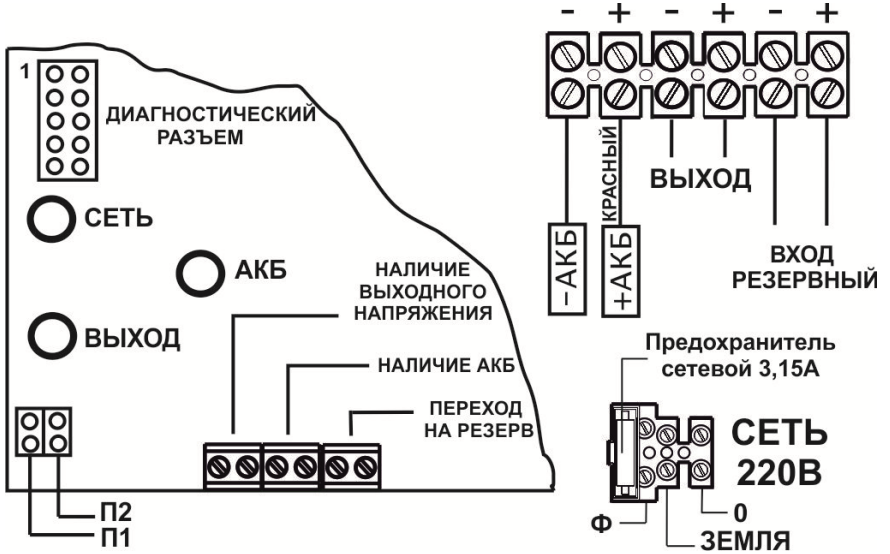 1
ДИАГНОСТИЧЕСКИЙ
РАЗЪЕМ
СЕТЬ
АКБ
ВЫХОД
НАЛИЧИЕ
ВЫХОДНОГО
НАПРЯЖЕНИЯ
НАЛИЧИЕ АКБ
ПЕРЕХОД
НА РЕЗЕРВ
П2
П1
- + - + - +
КРАСНЫЙ
-АКБ
+АКБ
ВЫХОД
ВХОД
РЕЗЕРВНЫЙ
Предохранитель
сетевой 3,15А
СЕТЬ
220В
Ф
0
ЗЕМЛЯ